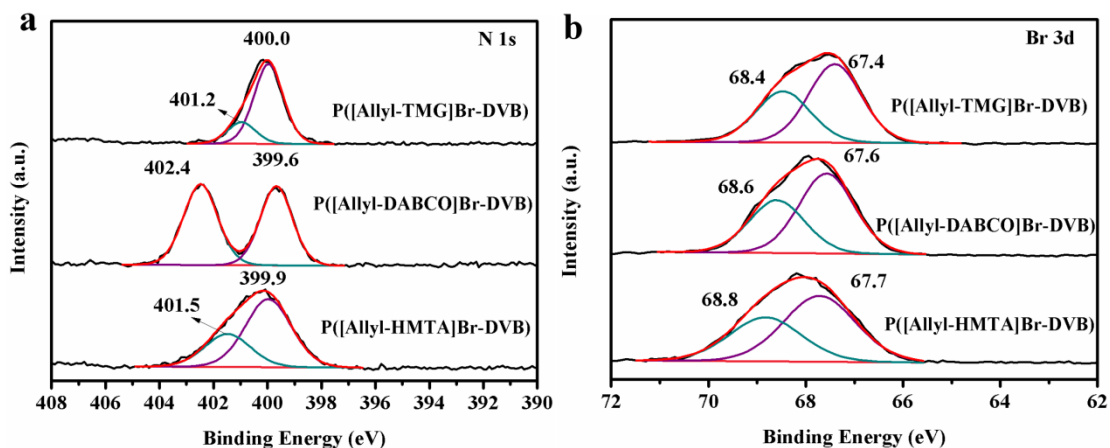 a
N 1s
400.0
401.2
P([Allyl-TMG]Br-DVB)
402.4
399.6
P([Allyl-DABCO]Br-DVB)
401.5
399.9
P([Allyl-HMTA]Br-DVB)
Intensity (a.u.)
408 406 404 402 400 398 396 394 392 390
Binding Energy (eV)
b
Br 3d
68.4
67.4
P([Allyl-TMG]Br-DVB)
68.6
67.6
P([Allyl-DABCO]Br-DVB)
68.8
67.7
P([Allyl-HMTA]Br-DVB)
Intensity (a.u.)
72 70 68 66 64 62
Binding Energy (eV)